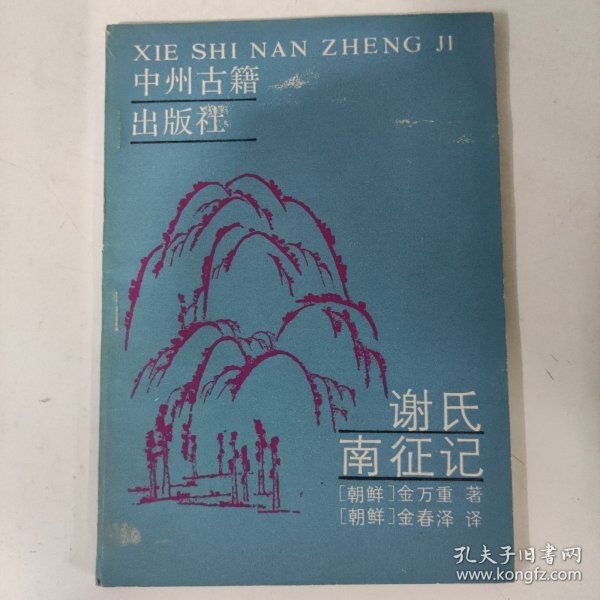 XIE SHI NAN ZHENG JI
中州古籍
出版社
谢氏
南征记
[朝鲜]金万重 著
[朝鲜]金春泽 译
孔夫子旧书网
www.kongfz.com